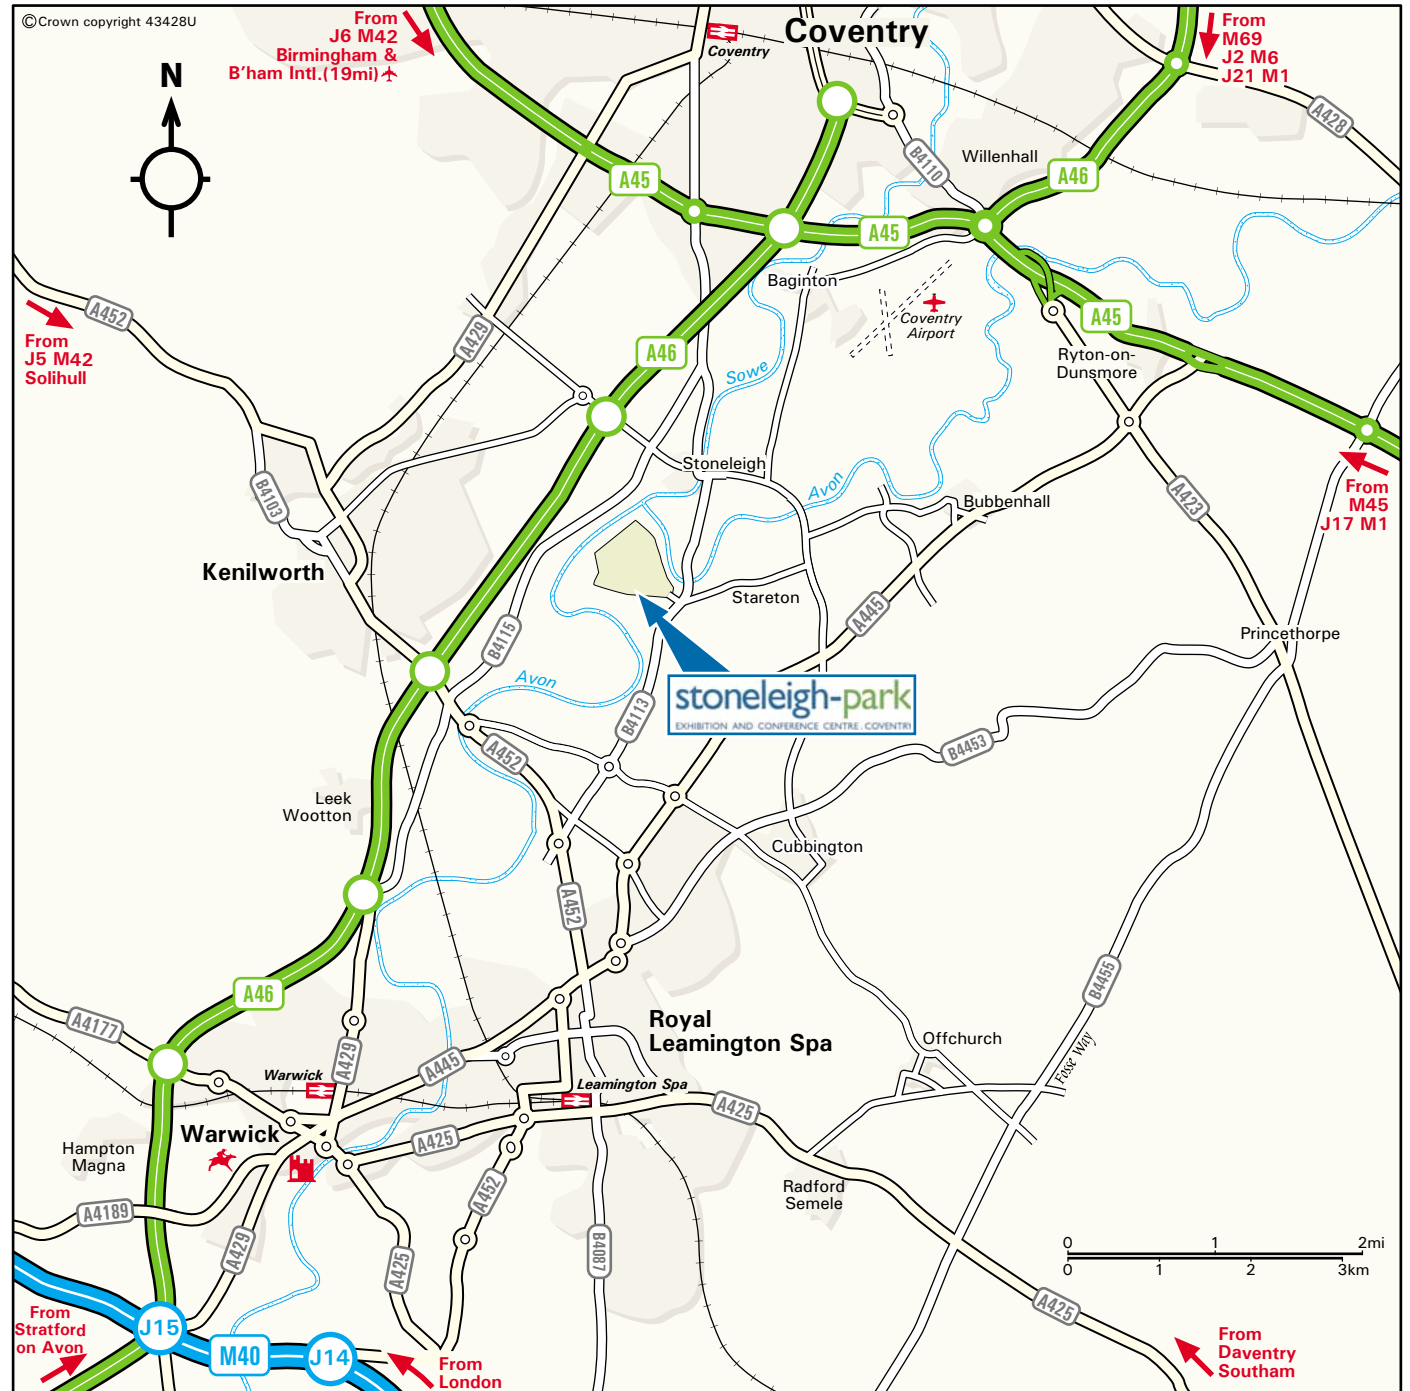 ©Crown copyright 43428U
From
J6 M42
Birmingham &
B'ham Intl.(19mi)
Coventry
Coventry
From
M69
J2 M6
J21 M1
N
A428
B4110
Willenhall
A46
A45
A45
Baginton
A452
From
J5 M42
Solihull
A429
A46
Coventry
Airport
A45
Ryton-on-
Dunsmore
Sowe
Stoneleigh
Avon
B4103
Bubbenhall
A423
From
M45
J17 M1
Kenilworth
Stareton
A445
B4115
Princethorpe
Avon
stoneleigh-park
EXHIBITION AND CONFERENCE CENTRE. COVENTRY
B4113
A452
B4453
Leek
Wootton
Cubbington
A452
A46
B4455
A4177
Royal
Leamington Spa
Offchurch
Fosse Way
A429
A445
Warwick
Leamington Spa
A425
Warwick
A425
Hampton
Magna
A452
Radford
Semele
A4189
A429
B4087
A425
0 1 2mi
0 1 2 3km
A425
From
Stratford
on Avon
J15
M40
J14
From
London
From
Daventry
Southam